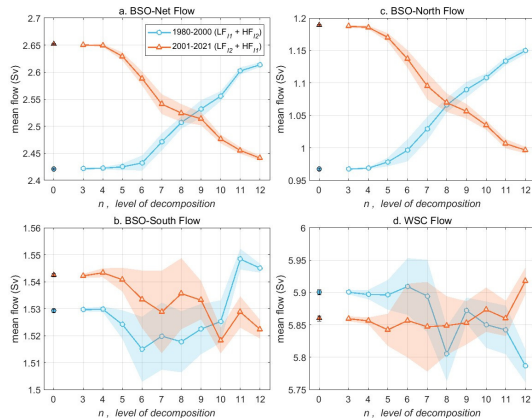 a. BSO-Net Flow
1980-2000 (LF_I1 + HF_I2)
2001-2021 (LF_I2 + HF_I1)
mean flow (Sv)
2.7
2.65
2.6
2.55
2.5
2.45
2.4
0 3 4 5 6 7 8 9 10 11 12
n , level of decomposition
c. BSO-North Flow
mean flow (Sv)
1.2
1.15
1.1
1.05
1
0.95
0 3 4 5 6 7 8 9 10 11 12
n , level of decomposition
b. BSO-South Flow
mean flow (Sv)
1.56
1.55
1.54
1.53
1.52
1.51
1.5
0 3 4 5 6 7 8 9 10 11 12
n , level of decomposition
d. WSC Flow
mean flow (Sv)
6
5.95
5.9
5.85
5.8
5.75
0 3 4 5 6 7 8 9 10 11 12
n , level of decomposition